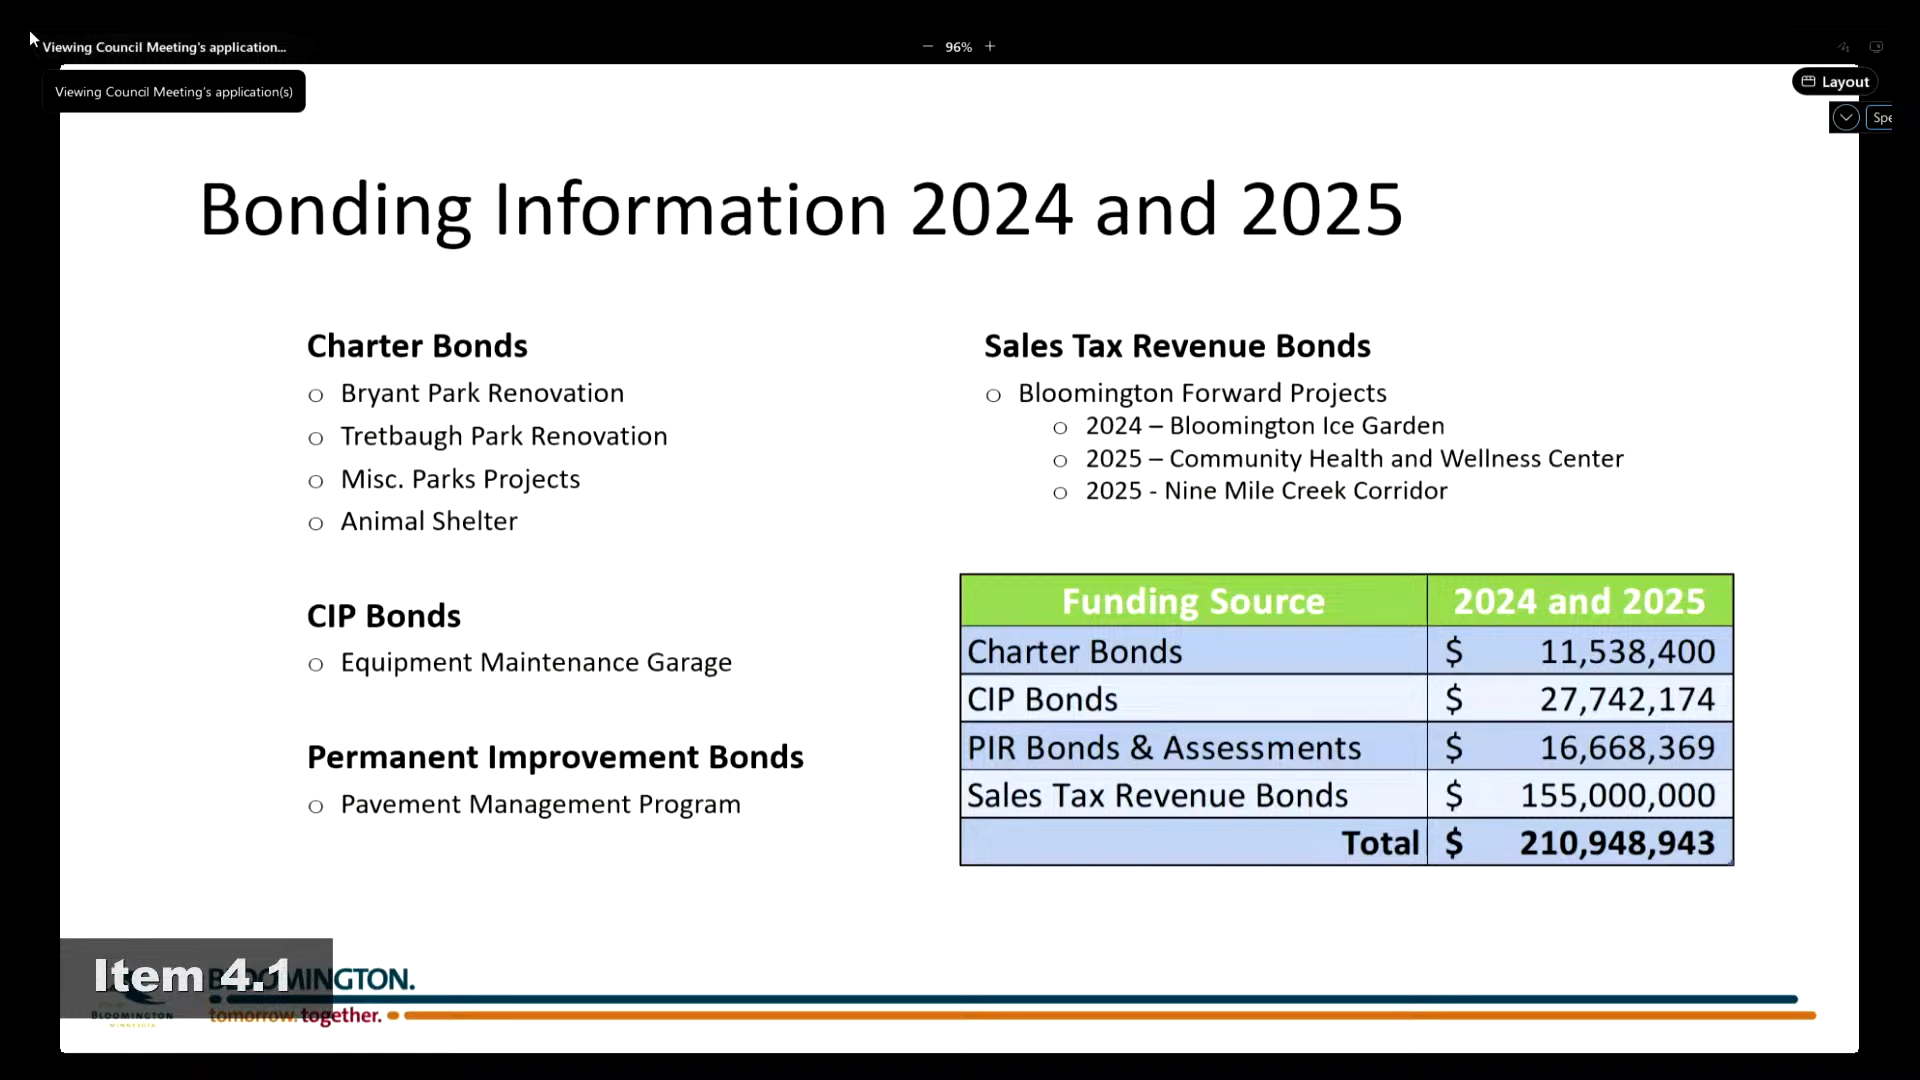 Viewing Council Meeting's application...
96%
Viewing Council Meeting's application(s)
Layout
Spe
Bonding Information 2024 and 2025
Charter Bonds
Bryant Park Renovation
Tretbaugh Park Renovation
Misc. Parks Projects
Animal Shelter
CIP Bonds
Equipment Maintenance Garage
Permanent Improvement Bonds
Pavement Management Program
Sales Tax Revenue Bonds
Bloomington Forward Projects
2024 – Bloomington Ice Garden
2025 – Community Health and Wellness Center
2025 - Nine Mile Creek Corridor
Funding Source 2024 and 2025
Charter Bonds $ 11,538,400
CIP Bonds $ 27,742,174
PIR Bonds & Assessments $ 16,668,369
Sales Tax Revenue Bonds $ 155,000,000
Total $ 210,948,943
Item 4.1
BLOOMINGTON.
tomorrow. together.
BLOOMINGTON
MINNESOTA